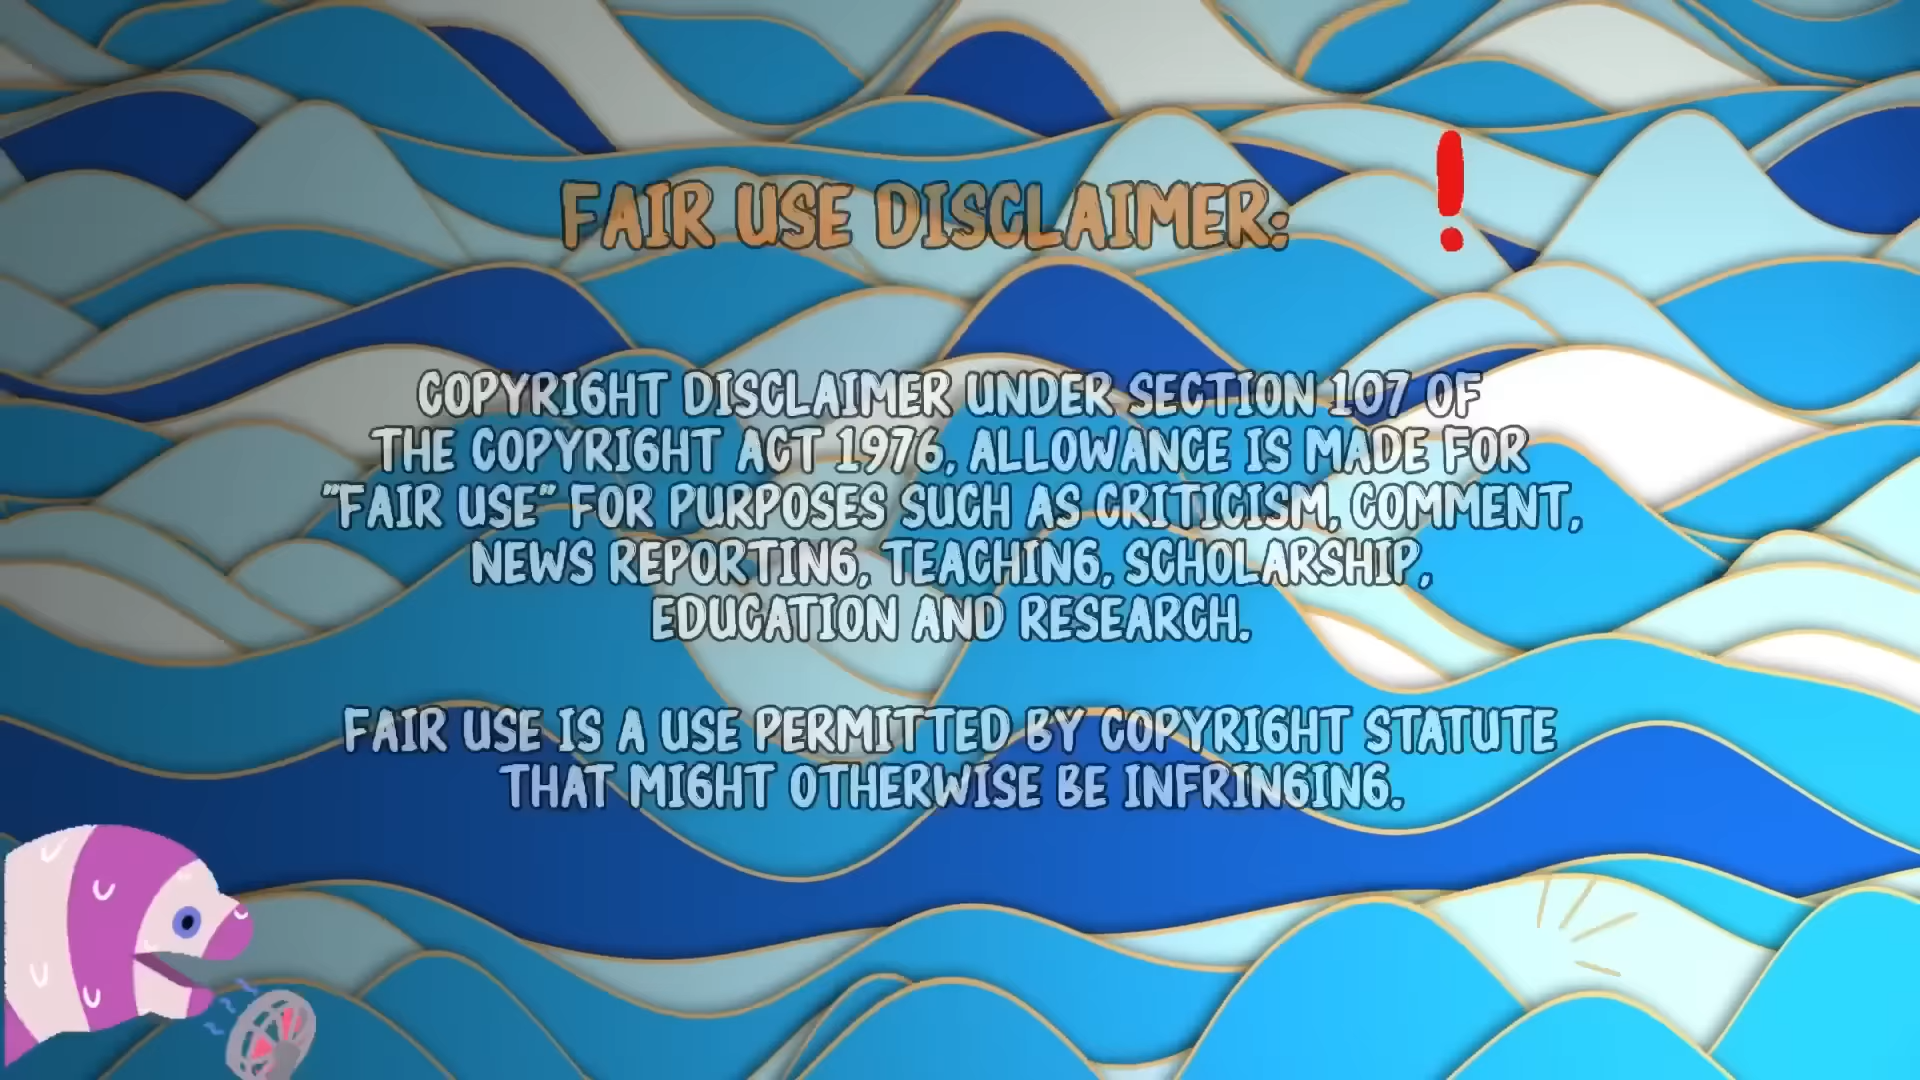 FAIR USE DISCLAIMER:
!
COPYRIGHT DISCLAIMER UNDER SECTION 107 OF
THE COPYRIGHT ACT 1976, ALLOWANCE IS MADE FOR
"FAIR USE" FOR PURPOSES SUCH AS CRITICISM, COMMENT,
NEWS REPORTING, TEACHING, SCHOLARSHIP,
EDUCATION AND RESEARCH.
FAIR USE IS A USE PERMITTED BY COPYRIGHT STATUTE
THAT MIGHT OTHERWISE BE INFRINGING.